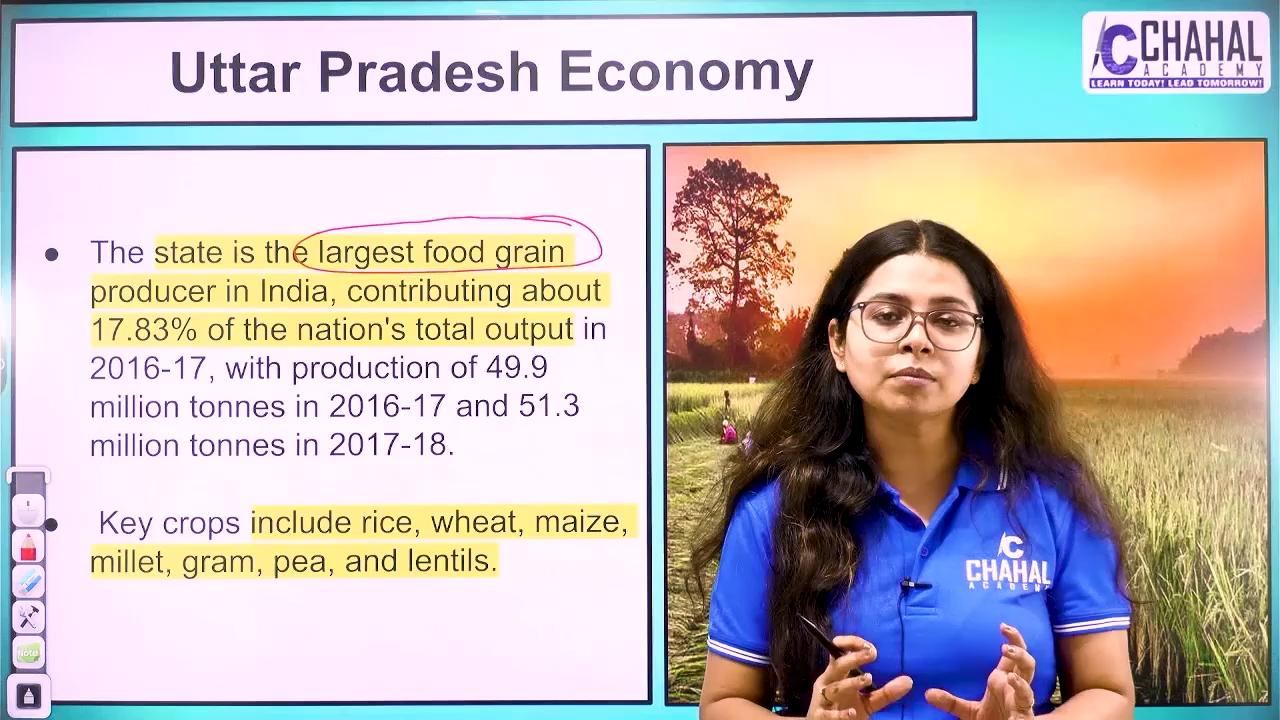 Uttar Pradesh Economy
CHAHAL
ACADEMY
LEARN TODAY! LEAD TOMORROW!
● The state is the largest food grain
producer in India, contributing about
17.83% of the nation's total output in
2016-17, with production of 49.9
million tonnes in 2016-17 and 51.3
million tonnes in 2017-18.
● Key crops include rice, wheat, maize,
millet, gram, pea, and lentils.
Note
CHAHAL
ACADEMY